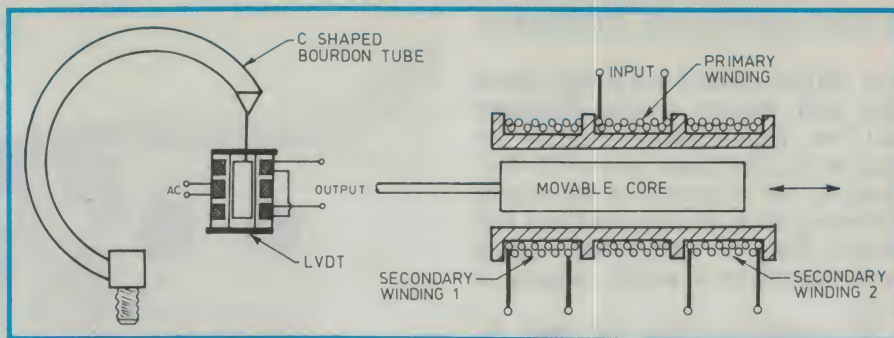 C SHAPED
BOURDON TUBE
AC
OUTPUT
LVDT
INPUT
PRIMARY
WINDING
MOVABLE CORE
SECONDARY
WINDING 1
SECONDARY
WINDING 2